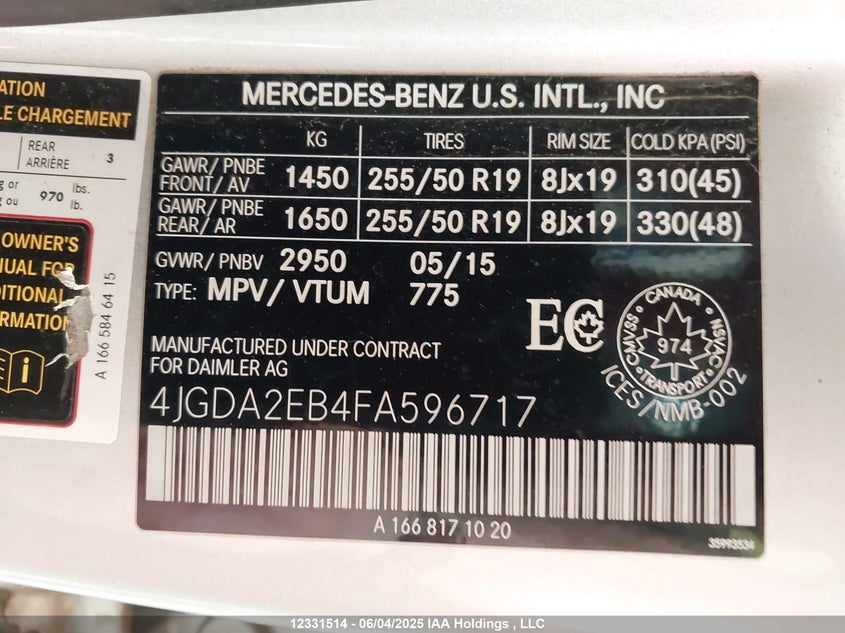 ATION
LE CHARGEMENT
REAR
ARRIÈRE 3
g or
g ou 970 lbs.
lb.
OWNER'S
NUAL FOR
DITIONAL
ORMATION
A 166 584 64 15
MERCEDES-BENZ U.S. INTL., INC
KG TIRES RIM SIZE COLD KPA (PSI)
GAWR/ PNBE
FRONT/ AV 1450 255/50 R19 8Jx19 310(45)
GAWR/ PNBE
REAR/ AR 1650 255/50 R19 8Jx19 330(48)
GVWR/ PNBV 2950 05/15
TYPE: MPV/ VTUM 775
MANUFACTURED UNDER CONTRACT
FOR DAIMLER AG
EC
CANADA
NSVAC
974
CMVSS
TRANSPORT
ICES/NMB-002
4JGDA2EB4FA596717
A 166 817 10 20
35993534
12331514 - 06/04/2025 IAA Holdings , LLC